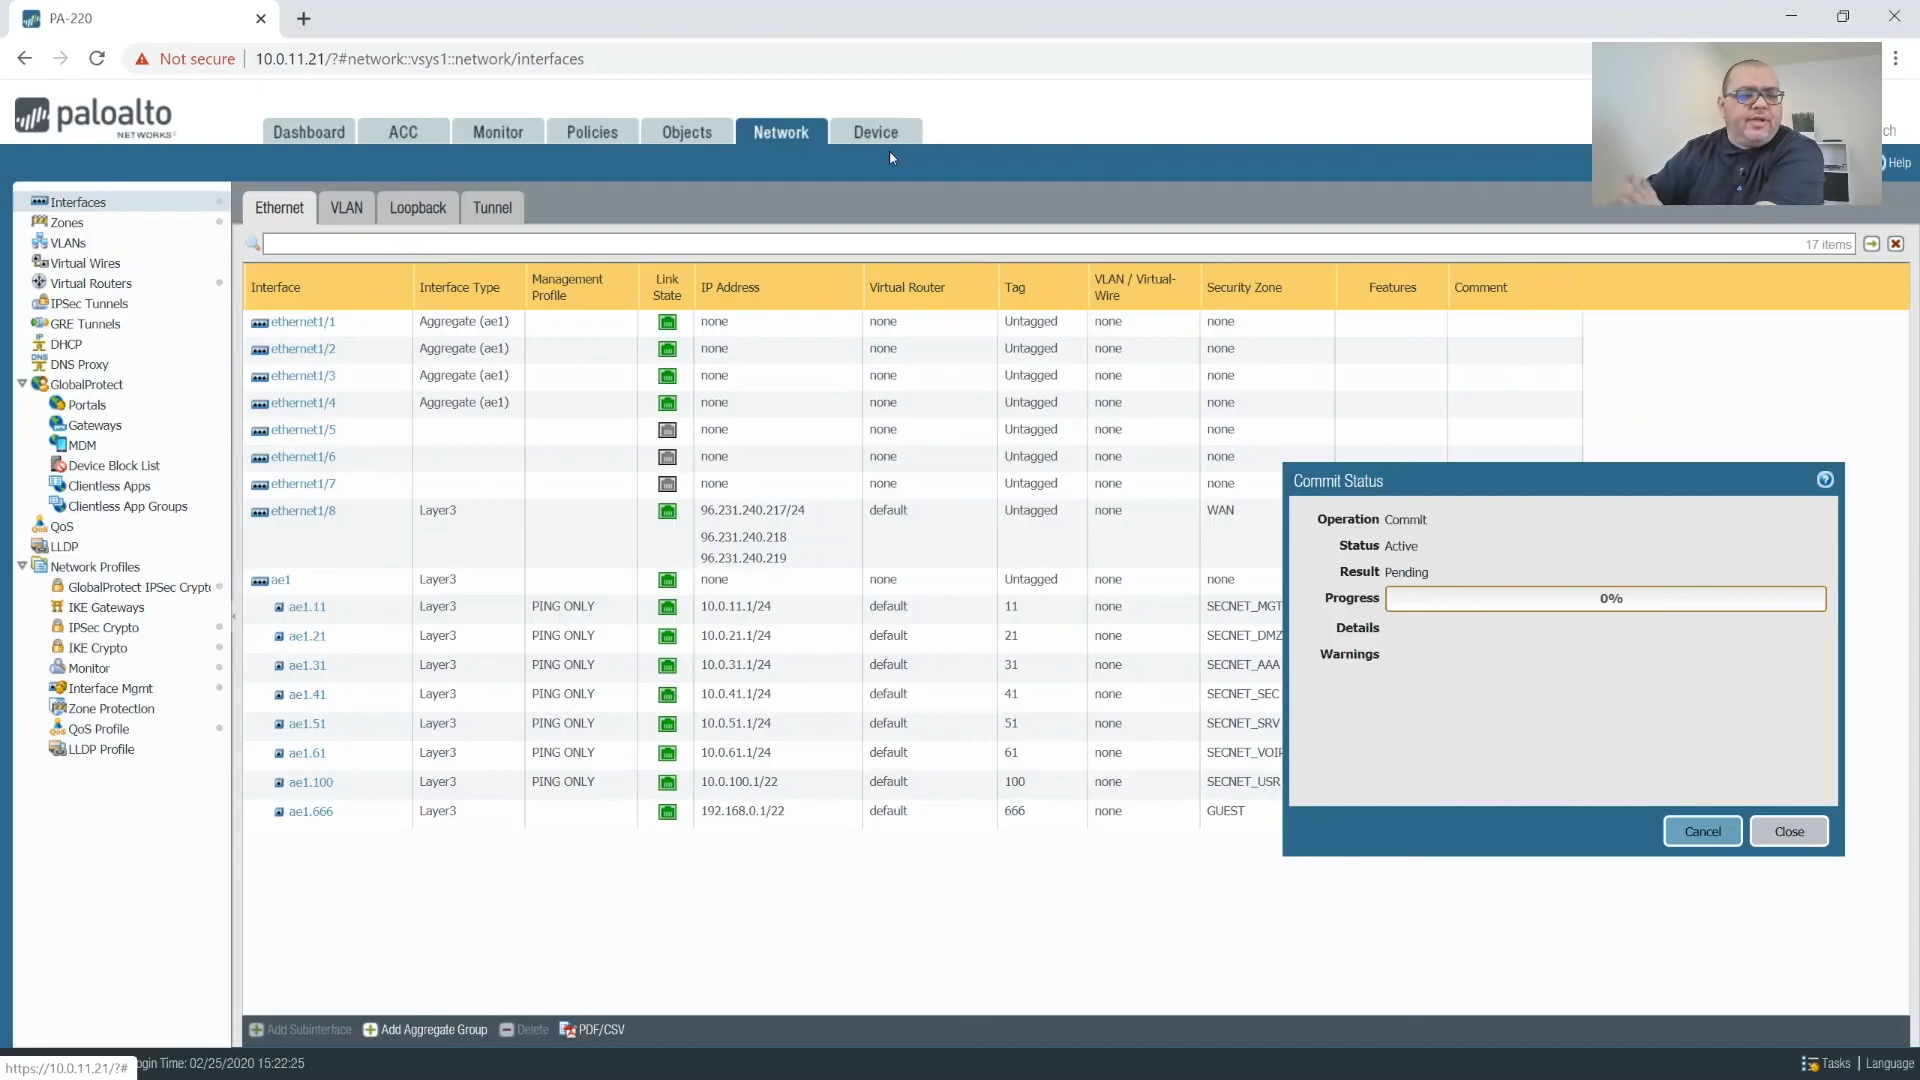 PA-220
Not secure
10.0.11.21/?#network::vsys1::network/interfaces
paloalto
NETWORKS
Dashboard ACC Monitor Policies Objects Network Device
ch
Help
Interfaces
Zones
VLANs
Virtual Wires
Virtual Routers
IPSec Tunnels
GRE Tunnels
DHCP
DNS Proxy
GlobalProtect
Portals
Gateways
MDM
Device Block List
Clientless Apps
Clientless App Groups
QoS
LLDP
Network Profiles
GlobalProtect IPSec Crypto
IKE Gateways
IPSec Crypto
IKE Crypto
Monitor
Interface Mgmt
Zone Protection
QoS Profile
LLDP Profile
Ethernet VLAN Loopback Tunnel
17 items
Interface Interface Type Management Profile Link State IP Address Virtual Router Tag VLAN / Virtual-Wire Security Zone Features Comment
ethernet1/1 Aggregate (ae1) none none Untagged none none
ethernet1/2 Aggregate (ae1) none none Untagged none none
ethernet1/3 Aggregate (ae1) none none Untagged none none
ethernet1/4 Aggregate (ae1) none none Untagged none none
ethernet1/5 none none Untagged none none
ethernet1/6 none none Untagged none none
ethernet1/7 none none Untagged none none
ethernet1/8 Layer3 96.231.240.217/24 default Untagged none WAN
96.231.240.218
96.231.240.219
ae1 Layer3 none none Untagged none none
ae1.11 Layer3 PING ONLY 10.0.11.1/24 default 11 none SECNET_MGT
ae1.21 Layer3 PING ONLY 10.0.21.1/24 default 21 none SECNET_DMZ
ae1.31 Layer3 PING ONLY 10.0.31.1/24 default 31 none SECNET_AAA
ae1.41 Layer3 PING ONLY 10.0.41.1/24 default 41 none SECNET_SEC
ae1.51 Layer3 PING ONLY 10.0.51.1/24 default 51 none SECNET_SRV
ae1.61 Layer3 PING ONLY 10.0.61.1/24 default 61 none SECNET_VOIP
ae1.100 Layer3 PING ONLY 10.0.100.1/22 default 100 none SECNET_USR
ae1.666 Layer3 192.168.0.1/22 default 666 none GUEST
Commit Status
Operation Commit
Status Active
Result Pending
Progress 0%
Details
Warnings
Cancel Close
Add Subinterface Add Aggregate Group Delete PDF/CSV
https://10.0.11.21/?#
ogin Time: 02/25/2020 15:22:25
Tasks | Language